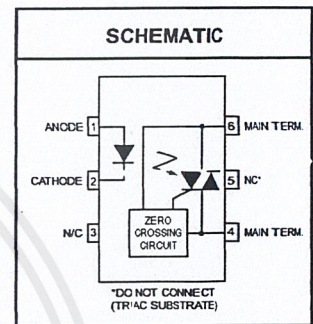 SCHEMATIC
ANODE 1
6 MAIN TERM.
CATHODE 2
5 NC*
N/C 3
4 MAIN TERM.
ZERO
CROSSING
CIRCUIT
*DO NOT CONNECT
(TRIAC SUBSTRATE)